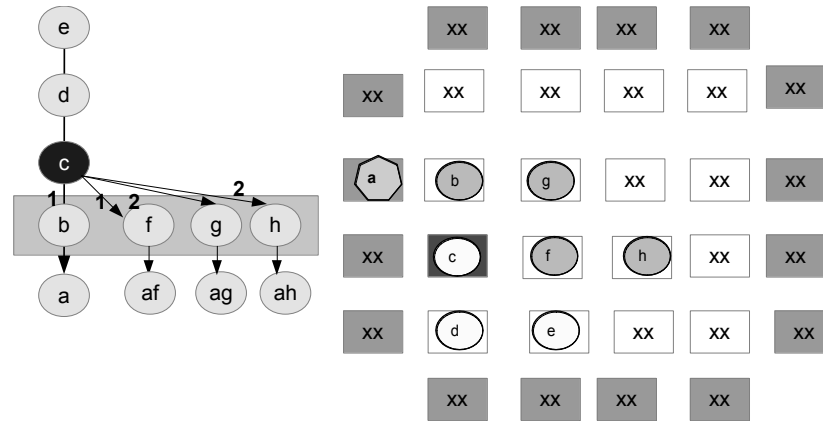 e
d
c
1 1 2 2
b f g h
a af ag ah
xx xx xx xx
xx xx xx xx xx xx
a b g xx xx xx
xx c f h xx xx
xx d e xx xx xx
xx xx xx xx